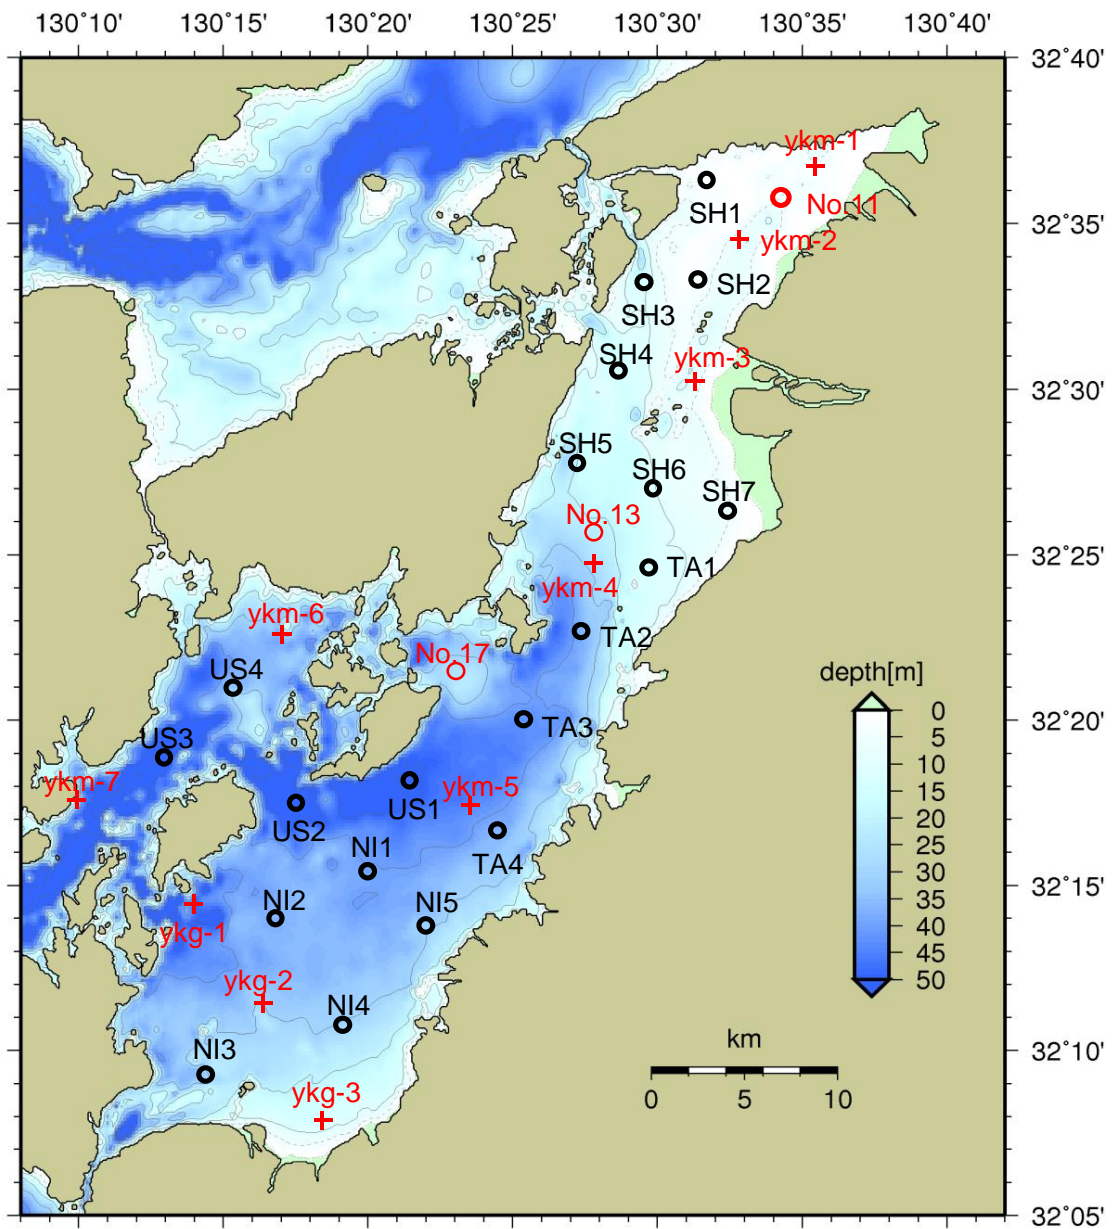 130˚10' 130˚15' 130˚20' 130˚25' 130˚30' 130˚35' 130˚40'
32˚40'
ykm-1
SH1
No.11
32˚35'
ykm-2
SH2
SH3
SH4
ykm-3
32˚30'
SH5
SH6
SH7
No.13
32˚25'
TA1
ykm-4
ykm-6
TA2
No.17
US4
depth[m]
0
32˚20'
TA3
US3
5
10
ykm-7
ykm-5
15
US1
20
US2
25
NI1
TA4
30
32˚15'
35
NI2
NI5
40
ykg-1
45
ykg-2
50
NI4
km
NI3
32˚10'
ykg-3
0 5 10
32˚05'